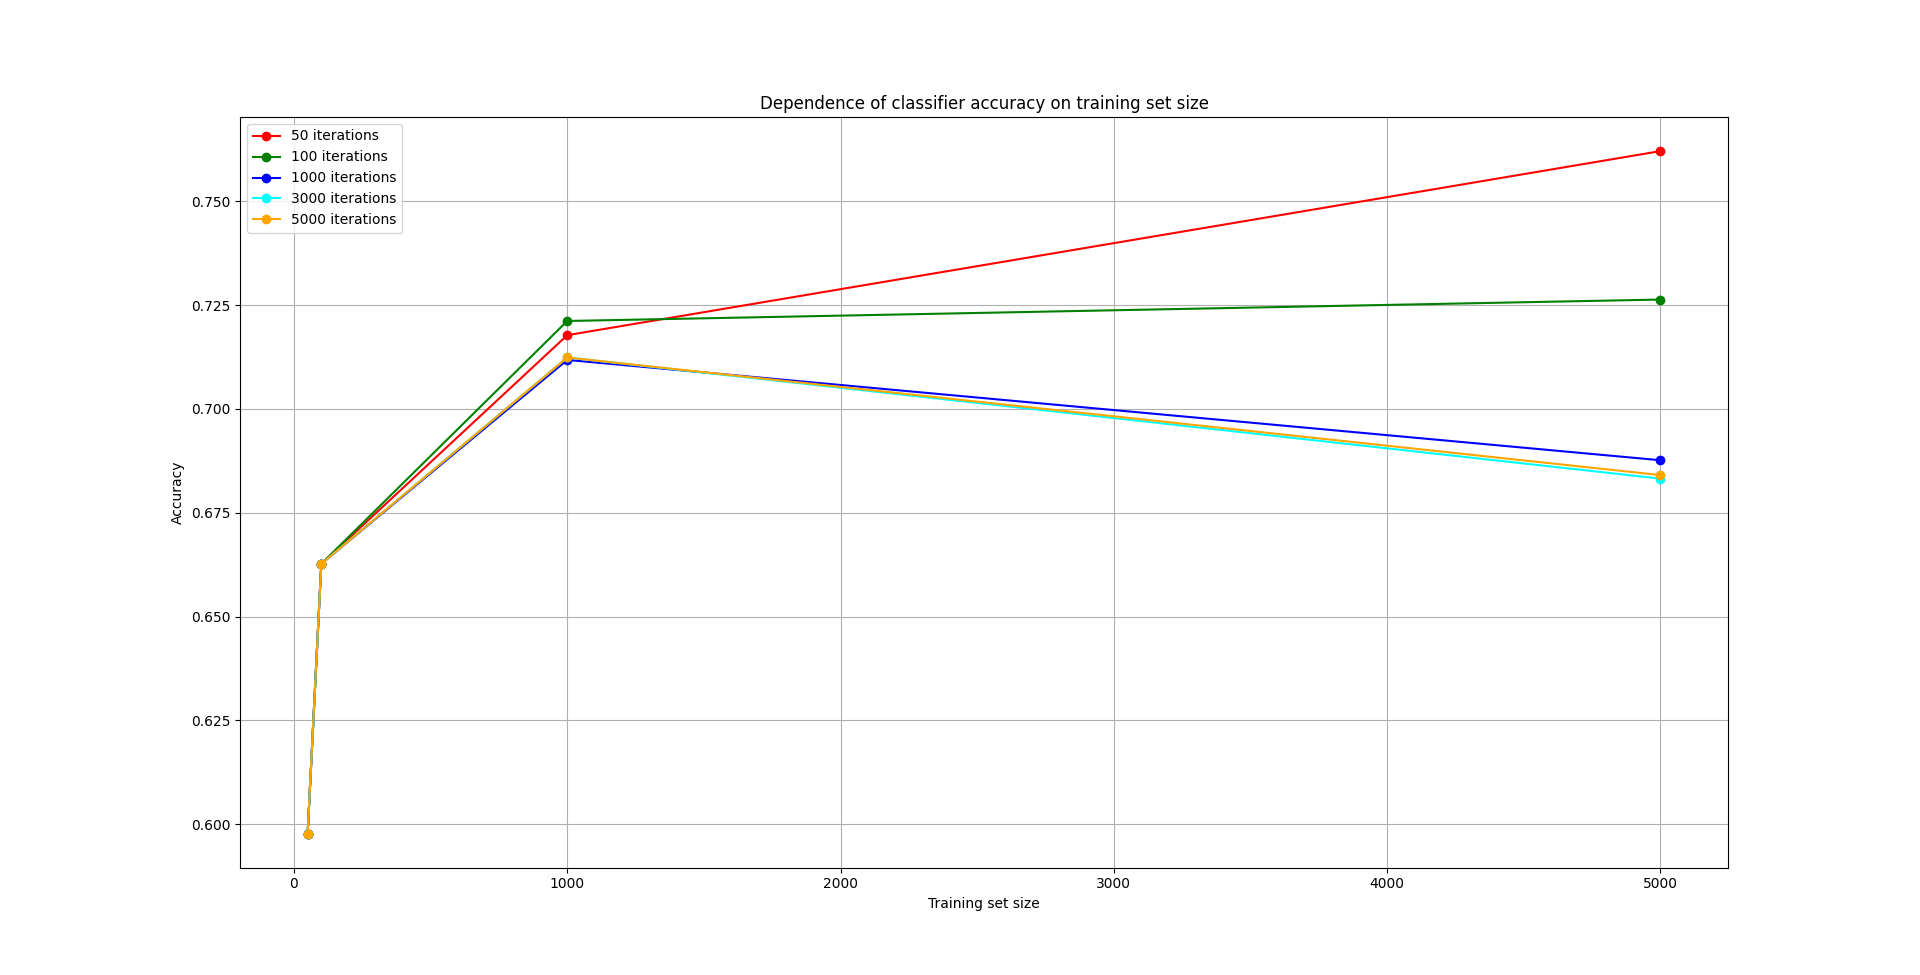 Dependence of classifier accuracy on training set size
50 iterations
100 iterations
1000 iterations
3000 iterations
5000 iterations
0.750
0.725
0.700
0.675
0.650
0.625
0.600
Accuracy
0 1000 2000 3000 4000 5000
Training set size